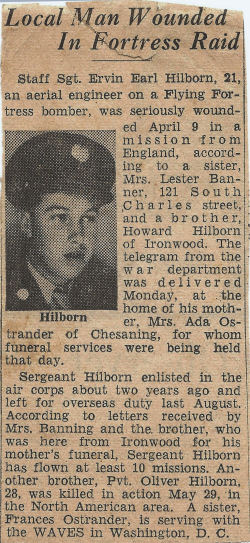 Local Man Wounded
In Fortress Raid
Staff Sgt. Ervin Earl Hilborn, 21,
an aerial engineer on a Flying For-
tress bomber, was seriously wound-
ed April 9 in a
mission from
England, accord-
ing to a sister,
Mrs. Lester Ban-
ner, 121 South
Charles street,
and a brother,
Howard Hilborn
of Ironwood. The
telegram from the
war department
was delivered
Monday, at the
home of his moth-
er, Mrs. Ada Os-
trander of Chesaning, for whom
funeral services were being held
that day.
Hilborn
Sergeant Hilborn enlisted in the
air corps about two years ago and
left for overseas duty last August.
According to letters received by
Mrs. Banning and the brother, who
was here from Ironwood for his
mother's funeral, Sergeant Hilborn
has flown at least 10 missions. An-
other brother, Pvt. Oliver Hilborn,
28, was killed in action May 29, in
the North American area. A sister,
Frances Ostrander, is serving with
the WAVES in Washington, D. C.